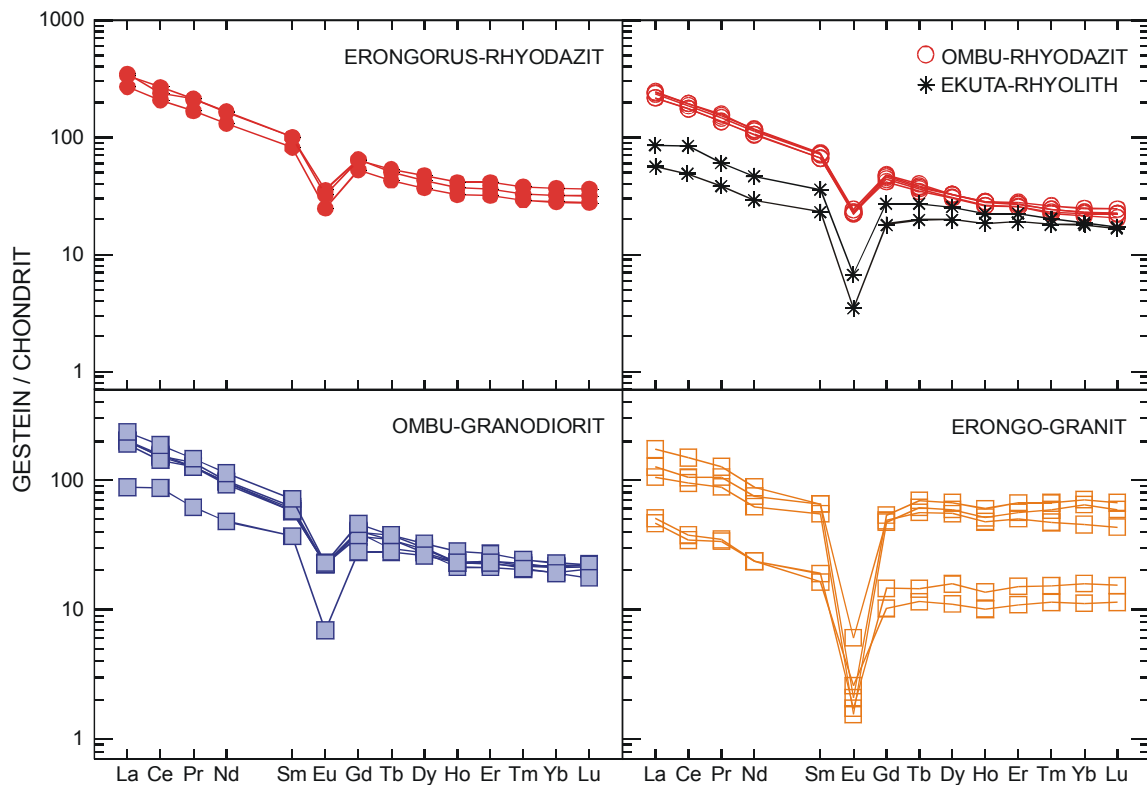 GESTEIN / CHONDRIT
1000
100
10
1
ERONGORUS-RHYODAZIT
OMBU-RHYODAZIT
EKUTA-RHYOLITH
100
10
1
OMBU-GRANODIORIT
ERONGO-GRANIT
La Ce Pr Nd Sm Eu Gd Tb Dy Ho Er Tm Yb Lu
La Ce Pr Nd Sm Eu Gd Tb Dy Ho Er Tm Yb Lu